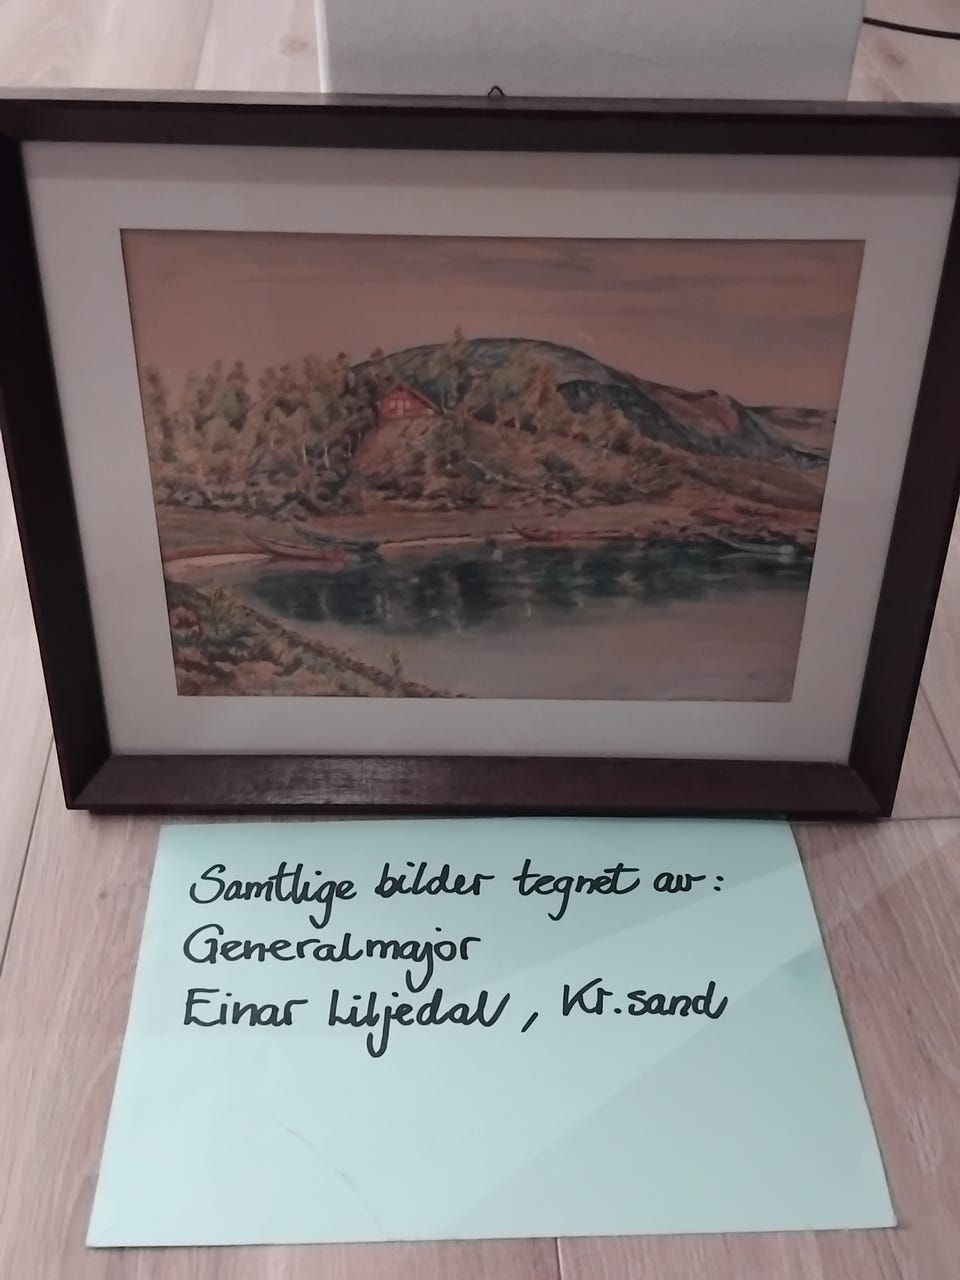 Samtlige bilder tegnet av:
Generalmajor
Einar Liljedal, Kr.sand